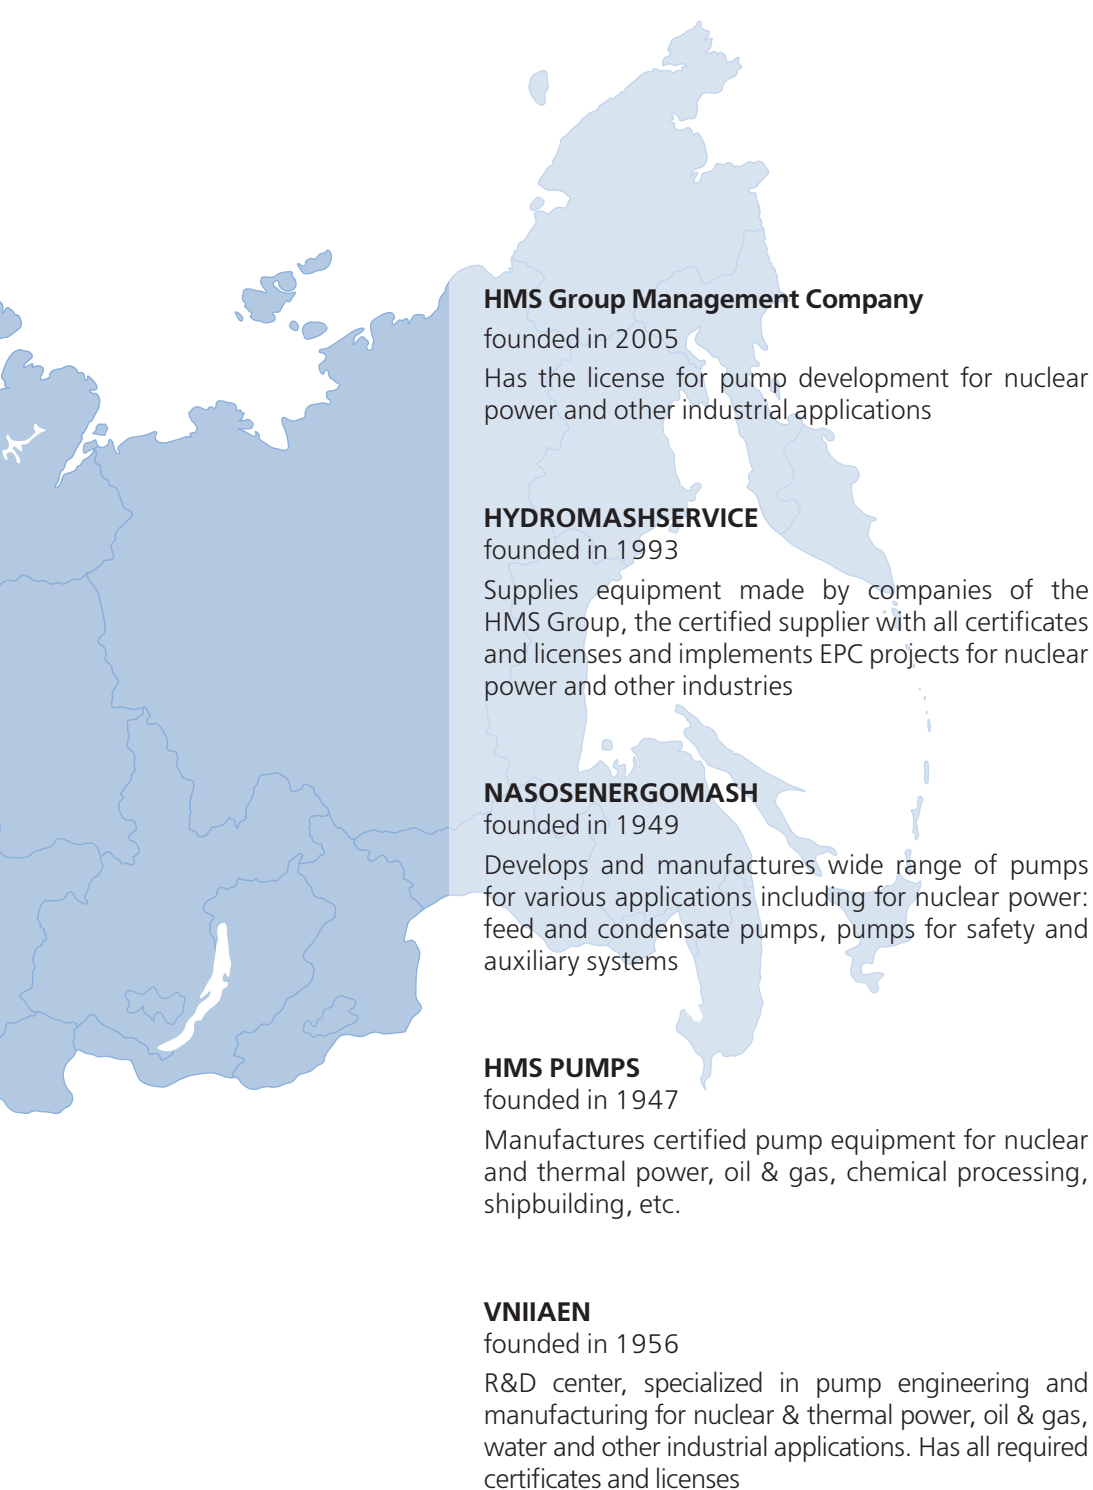 HMS Group Management Company
founded in 2005
Has the license for pump development for nuclear
power and other industrial applications
HYDROMASHSERVICE
founded in 1993
Supplies equipment made by companies of the
HMS Group, the certified supplier with all certificates
and licenses and implements EPC projects for nuclear
power and other industries
NASOSENERGOMASH
founded in 1949
Develops and manufactures wide range of pumps
for various applications including for nuclear power:
feed and condensate pumps, pumps for safety and
auxiliary systems
HMS PUMPS
founded in 1947
Manufactures certified pump equipment for nuclear
and thermal power, oil & gas, chemical processing,
shipbuilding, etc.
VNIIAEN
founded in 1956
R&D center, specialized in pump engineering and
manufacturing for nuclear & thermal power, oil & gas,
water and other industrial applications. Has all required
certificates and licenses